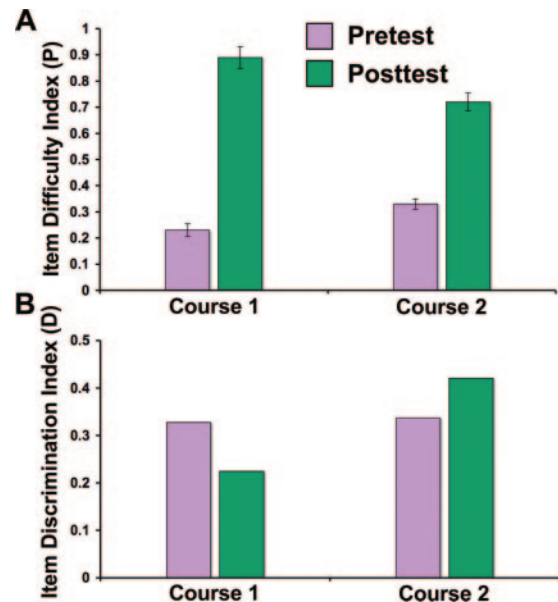 A
Pretest
Posttest
Item Difficulty Index (P)
1
0.9
0.8
0.7
0.6
0.5
0.4
0.3
0.2
0.1
0
Course 1 Course 2
B
Item Discrimination Index (D)
0.5
0.4
0.3
0.2
0.1
0
Course 1 Course 2